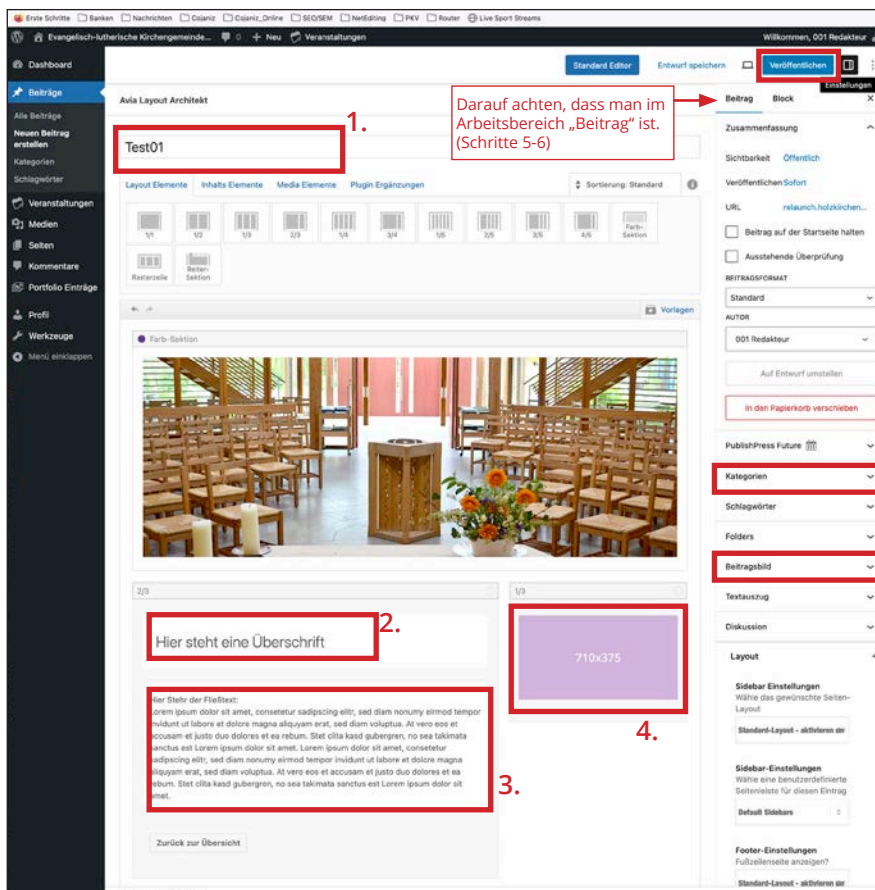 Erste Schritte Banken Nachrichten Cojaniz Cojaniz_Online SEO/SEM NetEditing PKV Router Live Sport Streams
Evangelisch-lutherische Kirchengemeinde... 0 + Neu Veranstaltungen Willkommen, 001 Redakteur
Dashboard
Beiträge
Alle Beiträge
Neuen Beitrag
erstellen
Kategorien
Schlagwörter
Veranstaltungen
Medien
Seiten
Kommentare
Portfolio Einträge
Profil
Werkzeuge
Menü einklappen
Standard Editor Entwurf speichern Veröffentlichen
Einstellungen
Avia Layout Architekt
Darauf achten, dass man im
Arbeitsbereich „Beitrag“ ist.
(Schritte 5-6)
1.
Test01
Layout Elemente Inhalts Elemente Media Elemente Plugin Ergänzungen Sortierung: Standard
1/1 1/2 1/3 2/3 1/4 3/4 1/5 2/5 3/5 4/5 Farb-
Sektion
Rasterzeile Reiter-
Sektion
Vorlagen
Farb-Sektion
2/3
2.
Hier steht eine Überschrift
Hier Stehr der Fließtext:
Lorem ipsum dolor sit amet, consetetur sadipscing elitr, sed diam nonumy eirmod tempor
invidunt ut labore et dolore magna aliquyam erat, sed diam voluptua. At vero eos et
accusam et justo duo dolores et ea rebum. Stet clita kasd gubergren, no sea takimata
sanctus est Lorem ipsum dolor sit amet. Lorem ipsum dolor sit amet, consetetur
sadipscing elitr, sed diam nonumy eirmod tempor invidunt ut labore et dolore magna
aliquyam erat, sed diam voluptua. At vero eos et accusam et justo duo dolores et ea
rebum. Stet clita kasd gubergren, no sea takimata sanctus est Lorem ipsum dolor sit
amet.
3.
Zurück zur Übersicht
1/3
710x375
4.
Beitrag Block
Zusammenfassung
Sichtbarkeit Öffentlich
Veröffentlichen Sofort
URL relaunch.holzkirchen...
Beitrag auf der Startseite halten
Ausstehende Überprüfung
BEITRAGSFORMAT
Standard
AUTOR
001 Redakteur
Auf Entwurf umstellen
In den Papierkorb verschieben
PublishPress Future
Kategorien
Schlagwörter
Folders
Beitragsbild
Textauszug
Diskussion
Layout
Sidebar Einstellungen
Wähle das gewünschte Seiten-
Layout
Standard-Layout - aktivieren
Sidebar-Einstellungen
Wähle eine benutzerdefinierte
Seitenleiste für diesen Eintrag
Default Sidebars
Footer-Einstellungen
Fußzeilenseite anzeigen?
Standard-Layout - aktivieren